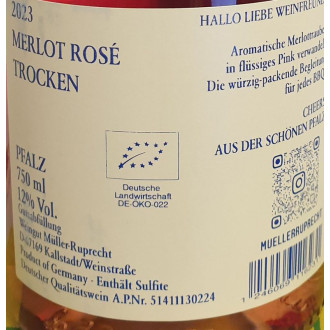 2023
MERLOT ROSÉ
TROCKEN
PFALZ
750 ml
12% Vol.
Gutsabfüllung
Weingut Müller-Ruprecht
D-67169 Kallstadt/Weinstraße
Product of Germany - Enthält Sulfite
Deutscher Qualitätswein A.P.Nr. 51411130224
Deutsche
Landwirtschaft
DE-ÖKO-022
HALLO LIEBE WEINFREUN
Aromatische Merlottraube
in flüssiges Pink verwande
Die würzig-packende Begleitun
für jedes BBQ
CHEERS
AUS DER SCHÖNEN PFALZ
MUELLERRUPRECHT